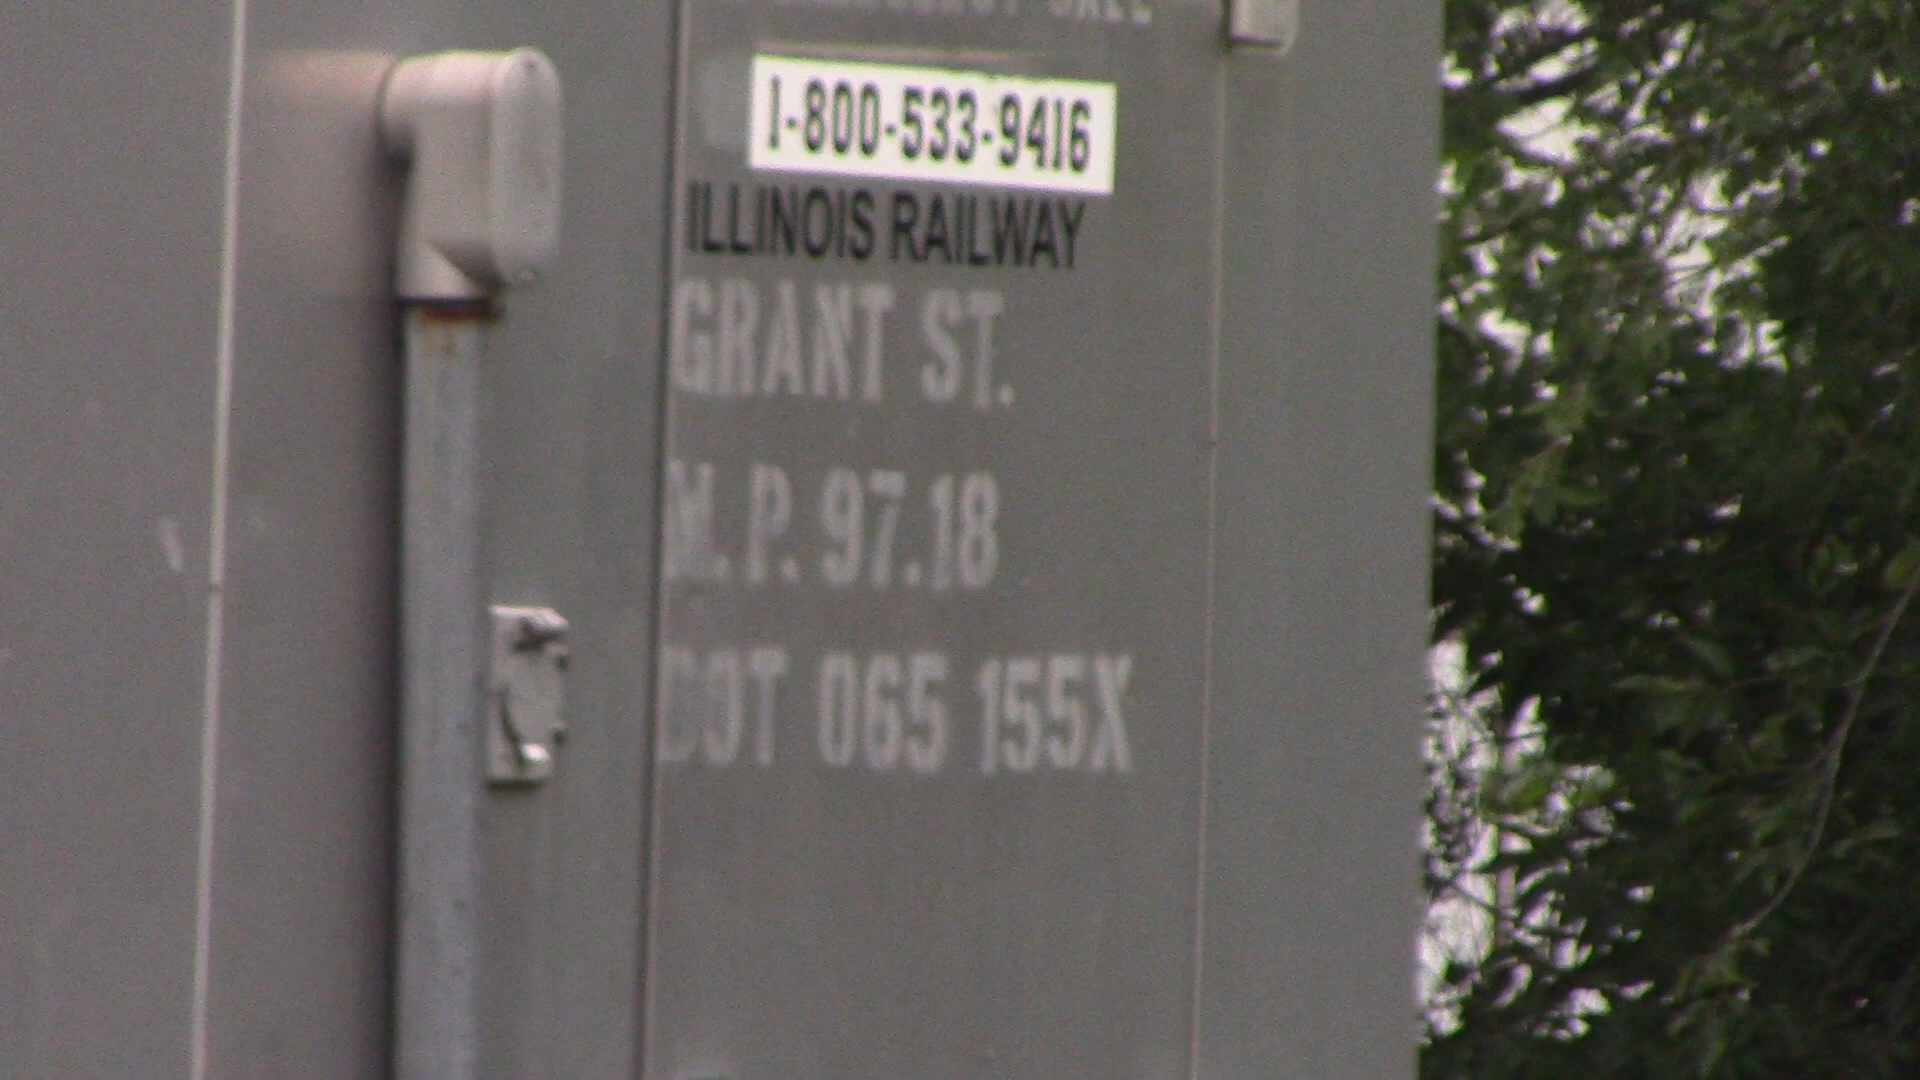 1-800-533-9416
ILLINOIS RAILWAY
GRANT ST.
M.P. 97.18
DOT 065 155X